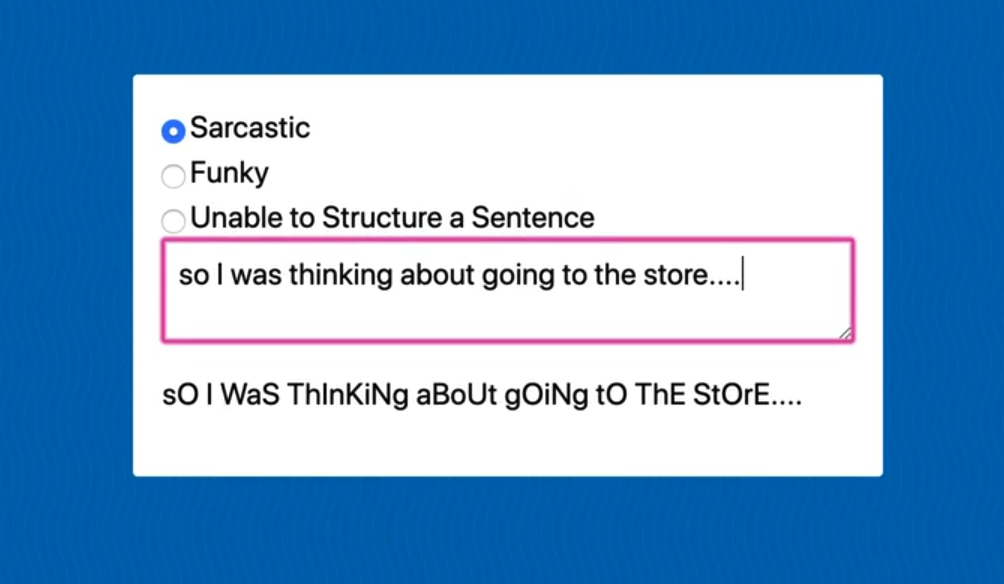 Sarcastic
Funky
Unable to Structure a Sentence
so I was thinking about going to the store....
sO I WaS ThInKiNg aBoUt gOiNg tO ThE StOrE....